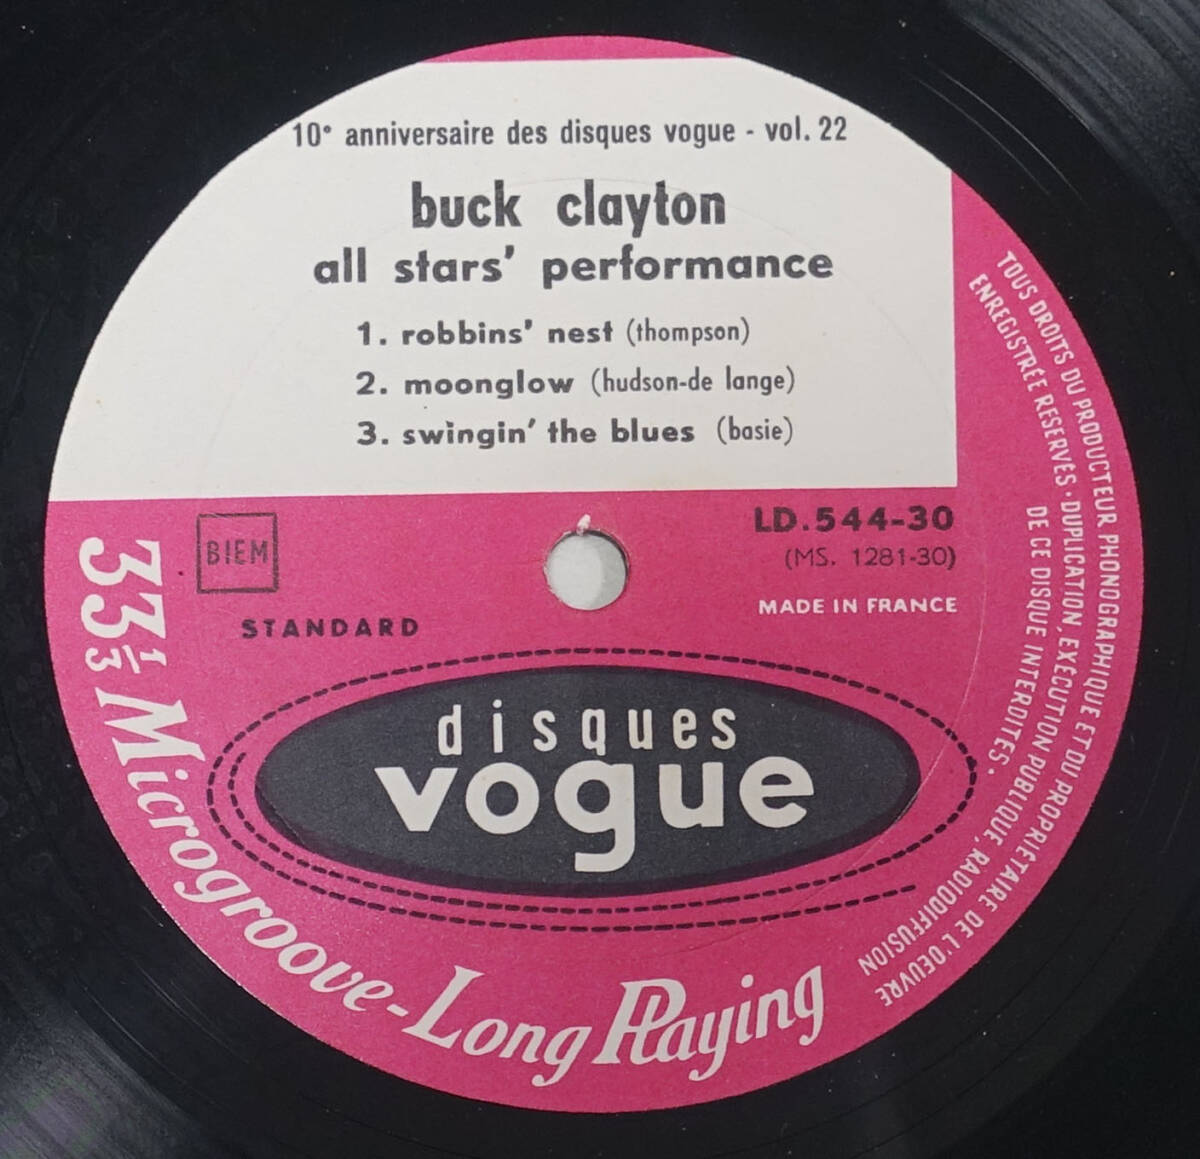 10e anniversaire des disques vogue - vol. 22
buck clayton
all stars' performance
1. robbins' nest (thompson)
2. moonglow (hudson-de lange)
3. swingin' the blues (basie)
BIEM
STANDARD
LD.544-30
(MS. 1281-30)
MADE IN FRANCE
disques
vogue
33 1/3 Microgroove - Long Playing
TOUS DROITS DU PRODUCTEUR PHONOGRAPHIQUE ET DU PROPRIETAIRE DE L'OEUVRE
ENREGISTRÉE RESERVÉS · DUPLICATION, EXÉCUTION PUBLIQUE, RADIODIFFUSION
DE CE DISQUE INTERDITES ·